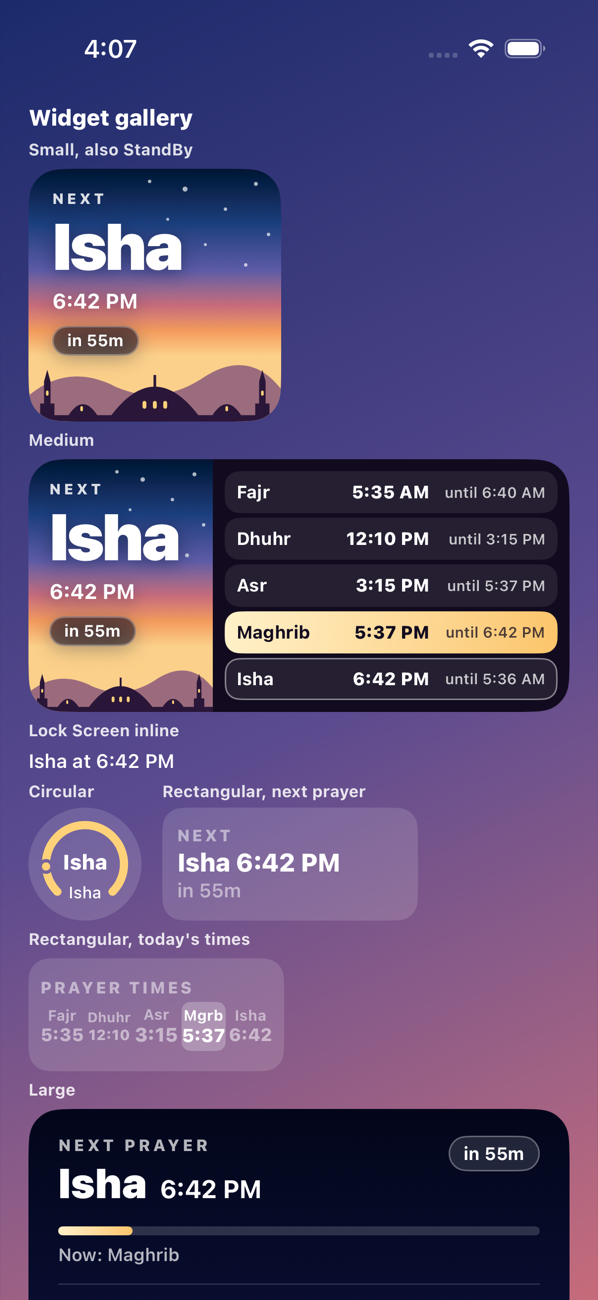 4:07
Widget gallery
Small, also StandBy
NEXT
Isha
6:42 PM
in 55m
Medium
NEXT
Isha
6:42 PM
in 55m
Fajr 5:35 AM until 6:40 AM
Dhuhr 12:10 PM until 3:15 PM
Asr 3:15 PM until 5:37 PM
Maghrib 5:37 PM until 6:42 PM
Isha 6:42 PM until 5:36 AM
Lock Screen inline
Isha at 6:42 PM
Circular
Isha
Isha
Rectangular, next prayer
NEXT
Isha 6:42 PM
in 55m
Rectangular, today's times
PRAYER TIMES
Fajr Dhuhr Asr Mgrb Isha
5:35 12:10 3:15 5:37 6:42
Large
NEXT PRAYER
Isha 6:42 PM
in 55m
Now: Maghrib